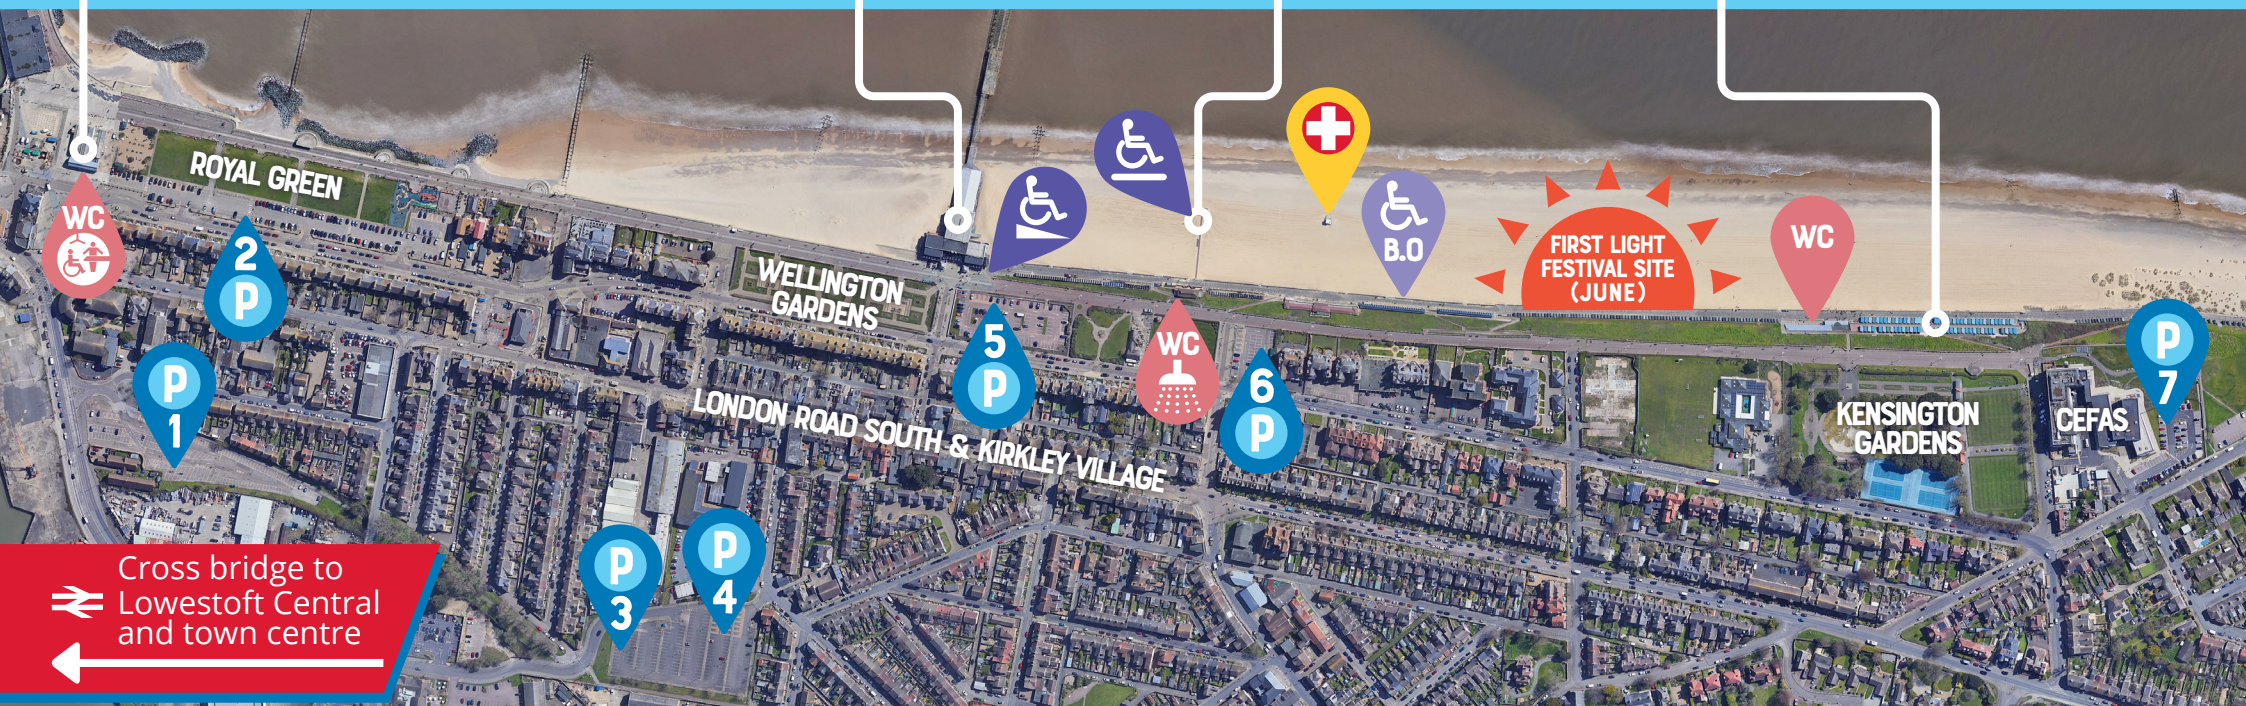 ROYAL GREEN
WC
2
P
P
1
WELLINGTON
GARDENS
5
P
WC
6
P
B.O
FIRST LIGHT
FESTIVAL SITE
(JUNE)
WC
P
7
LONDON ROAD SOUTH & KIRKLEY VILLAGE
KENSINGTON
GARDENS
CEFAS
P
3
P
4
Cross bridge to
Lowestoft Central
and town centre